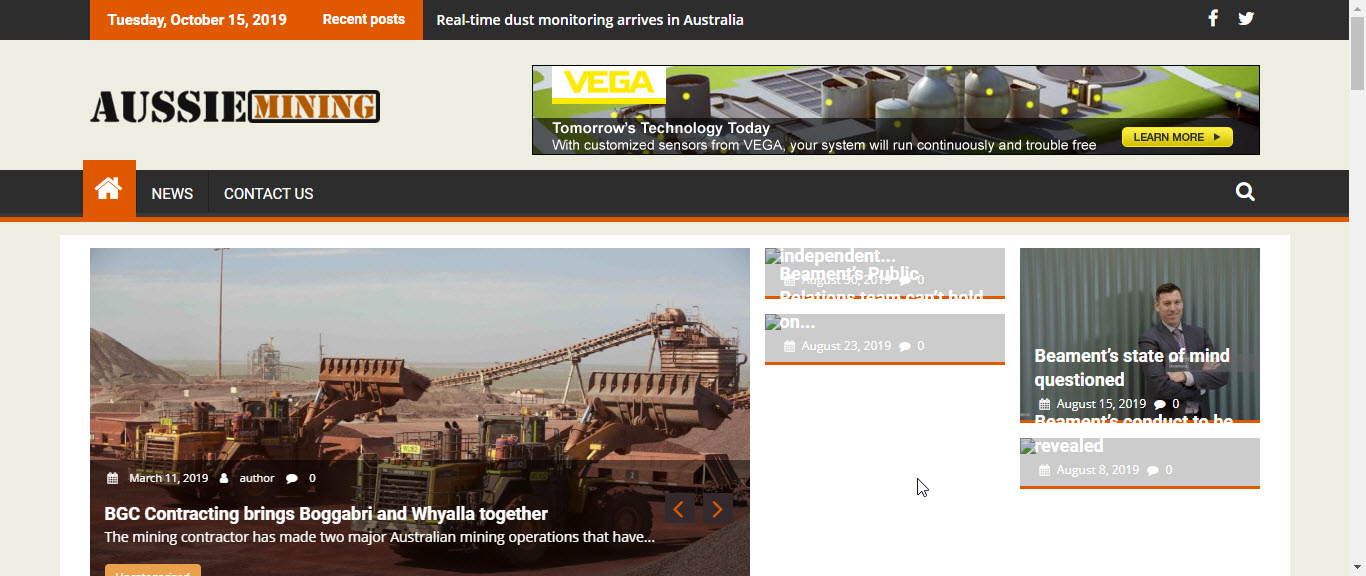 Tuesday, October 15, 2019
Recent posts
Real-time dust monitoring arrives in Australia
AUSSIE MINING
VEGA
Tomorrow's Technology Today
With customized sensors from VEGA, your system will run continuously and trouble free
LEARN MORE
NEWS
CONTACT US
March 11, 2019 author 0
BGC Contracting brings Boggabri and Whyalla together
The mining contractor has made two major Australian mining operations that have...
Uncategorized
independent...
August 30, 2019 0
Beament's Public
Relations team can't hold
on...
August 23, 2019 0
Beament's state of mind
questioned
August 15, 2019 0
Beament's conduct to be
revealed
August 8, 2019 0